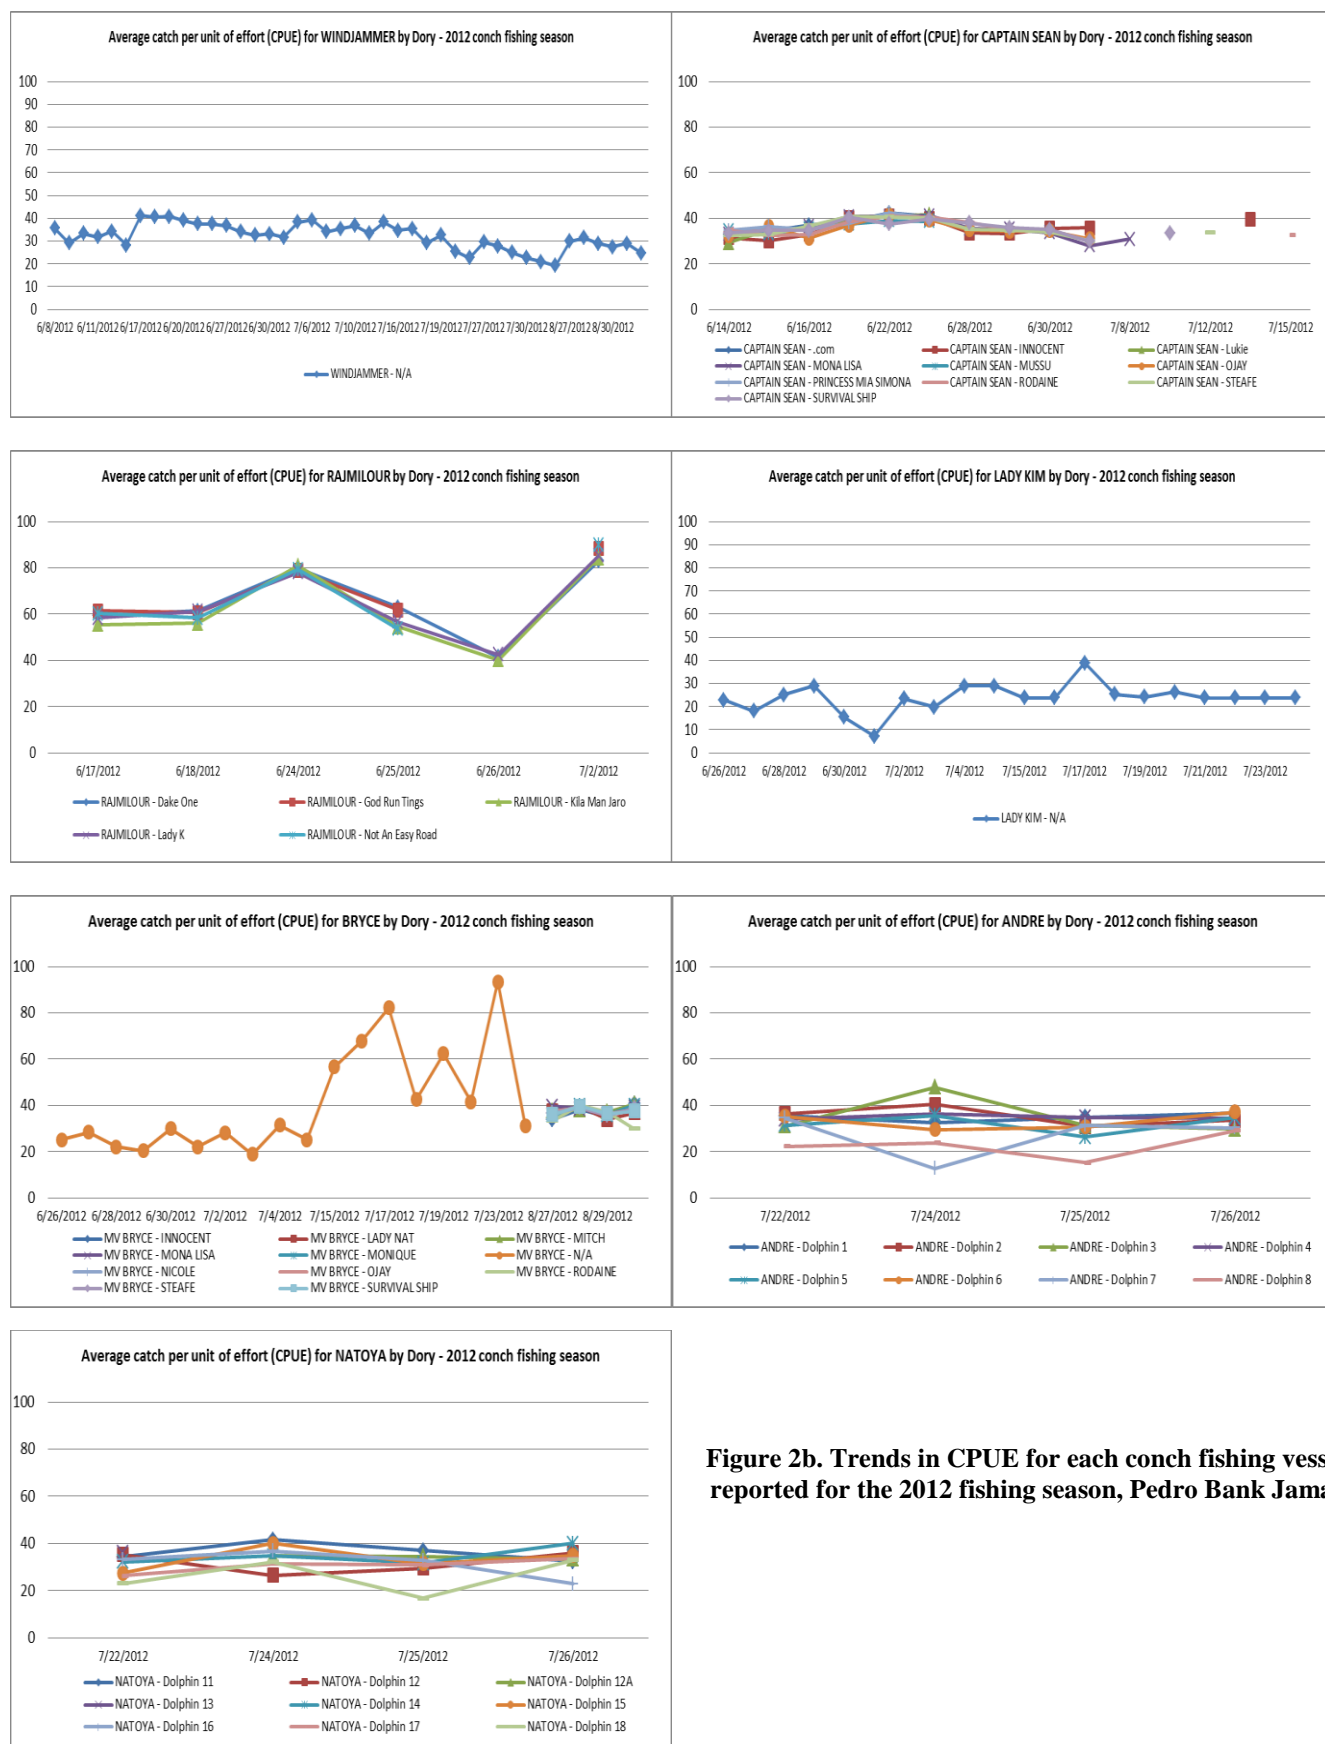 Average catch per unit of effort (CPUE) for WINDJAMMER by Dory - 2012 conch fishing season
100
90
80
70
60
50
40
30
20
10
0
6/8/2012 6/11/2012 6/17/2012 6/20/2012 6/27/2012 6/30/2012 7/6/2012 7/10/2012 7/16/2012 7/19/2012 7/27/2012 7/30/2012 8/27/2012 8/30/2012
WINDJAMMER - N/A
Average catch per unit of effort (CPUE) for CAPTAIN SEAN by Dory - 2012 conch fishing season
100
80
60
40
20
0
6/14/2012 6/16/2012 6/22/2012 6/28/2012 6/30/2012 7/8/2012 7/12/2012 7/15/2012
CAPTAIN SEAN - .com CAPTAIN SEAN - INNOCENT CAPTAIN SEAN - Lukie
CAPTAIN SEAN - MONA LISA CAPTAIN SEAN - MUSSU CAPTAIN SEAN - OJAY
CAPTAIN SEAN - PRINCESS MIA SIMONA CAPTAIN SEAN - RODAINE CAPTAIN SEAN - STEAFE
CAPTAIN SEAN - SURVIVAL SHIP
Average catch per unit of effort (CPUE) for RAJMILOUR by Dory - 2012 conch fishing season
100
80
60
40
20
0
6/17/2012 6/18/2012 6/24/2012 6/25/2012 6/26/2012 7/2/2012
RAJMILOUR - Dake One RAJMILOUR - God Run Tings RAJMILOUR - Kila Man Jaro
RAJMILOUR - Lady K RAJMILOUR - Not An Easy Road
Average catch per unit of effort (CPUE) for LADY KIM by Dory - 2012 conch fishing season
100
90
80
70
60
50
40
30
20
10
0
6/26/2012 6/28/2012 6/30/2012 7/2/2012 7/4/2012 7/15/2012 7/17/2012 7/19/2012 7/21/2012 7/23/2012
LADY KIM - N/A
Average catch per unit of effort (CPUE) for BRYCE by Dory - 2012 conch fishing season
100
80
60
40
20
0
6/26/2012 6/28/2012 6/30/2012 7/2/2012 7/4/2012 7/15/2012 7/17/2012 7/19/2012 7/23/2012 8/27/2012 8/29/2012
MV BRYCE - INNOCENT MV BRYCE - LADY NAT MV BRYCE - MITCH
MV BRYCE - MONA LISA MV BRYCE - MONIQUE MV BRYCE - N/A
MV BRYCE - NICOLE MV BRYCE - OJAY MV BRYCE - RODAINE
MV BRYCE - STEAFE MV BRYCE - SURVIVAL SHIP
Average catch per unit of effort (CPUE) for ANDRE by Dory - 2012 conch fishing season
100
80
60
40
20
0
7/22/2012 7/24/2012 7/25/2012 7/26/2012
ANDRE - Dolphin 1 ANDRE - Dolphin 2 ANDRE - Dolphin 3 ANDRE - Dolphin 4
ANDRE - Dolphin 5 ANDRE - Dolphin 6 ANDRE - Dolphin 7 ANDRE - Dolphin 8
Average catch per unit of effort (CPUE) for NATOYA by Dory - 2012 conch fishing season
100
80
60
40
20
0
7/22/2012 7/24/2012 7/25/2012 7/26/2012
NATOYA - Dolphin 11 NATOYA - Dolphin 12 NATOYA - Dolphin 12A
NATOYA - Dolphin 13 NATOYA - Dolphin 14 NATOYA - Dolphin 15
NATOYA - Dolphin 16 NATOYA - Dolphin 17 NATOYA - Dolphin 18
Figure 2b. Trends in CPUE for each conch fishing vess
reported for the 2012 fishing season, Pedro Bank Jama